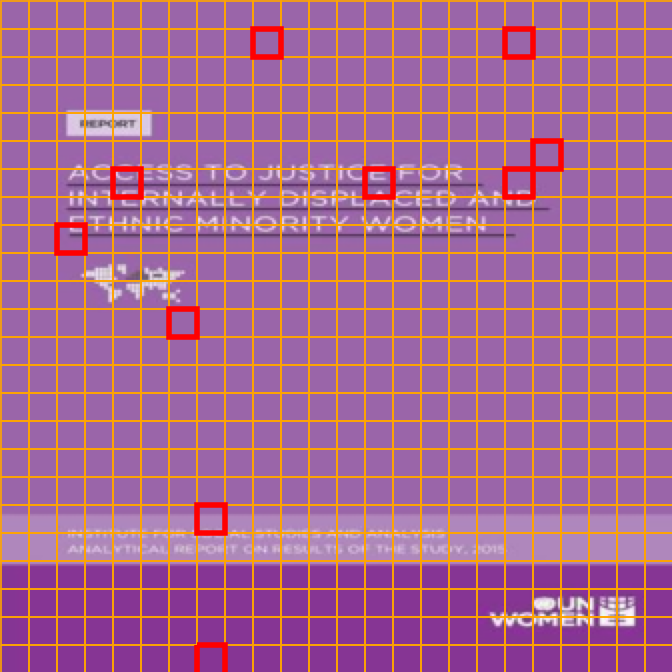 REPORT
ACCESS TO JUSTICE FOR
INTERNALLY DISPLACED AND
ETHNIC MINORITY WOMEN
INSTITUTE FOR SOCIAL STUDIES AND ANALYSIS
ANALYTICAL REPORT ON RESULTS OF THE STUDY, 2015
UN
WOMEN